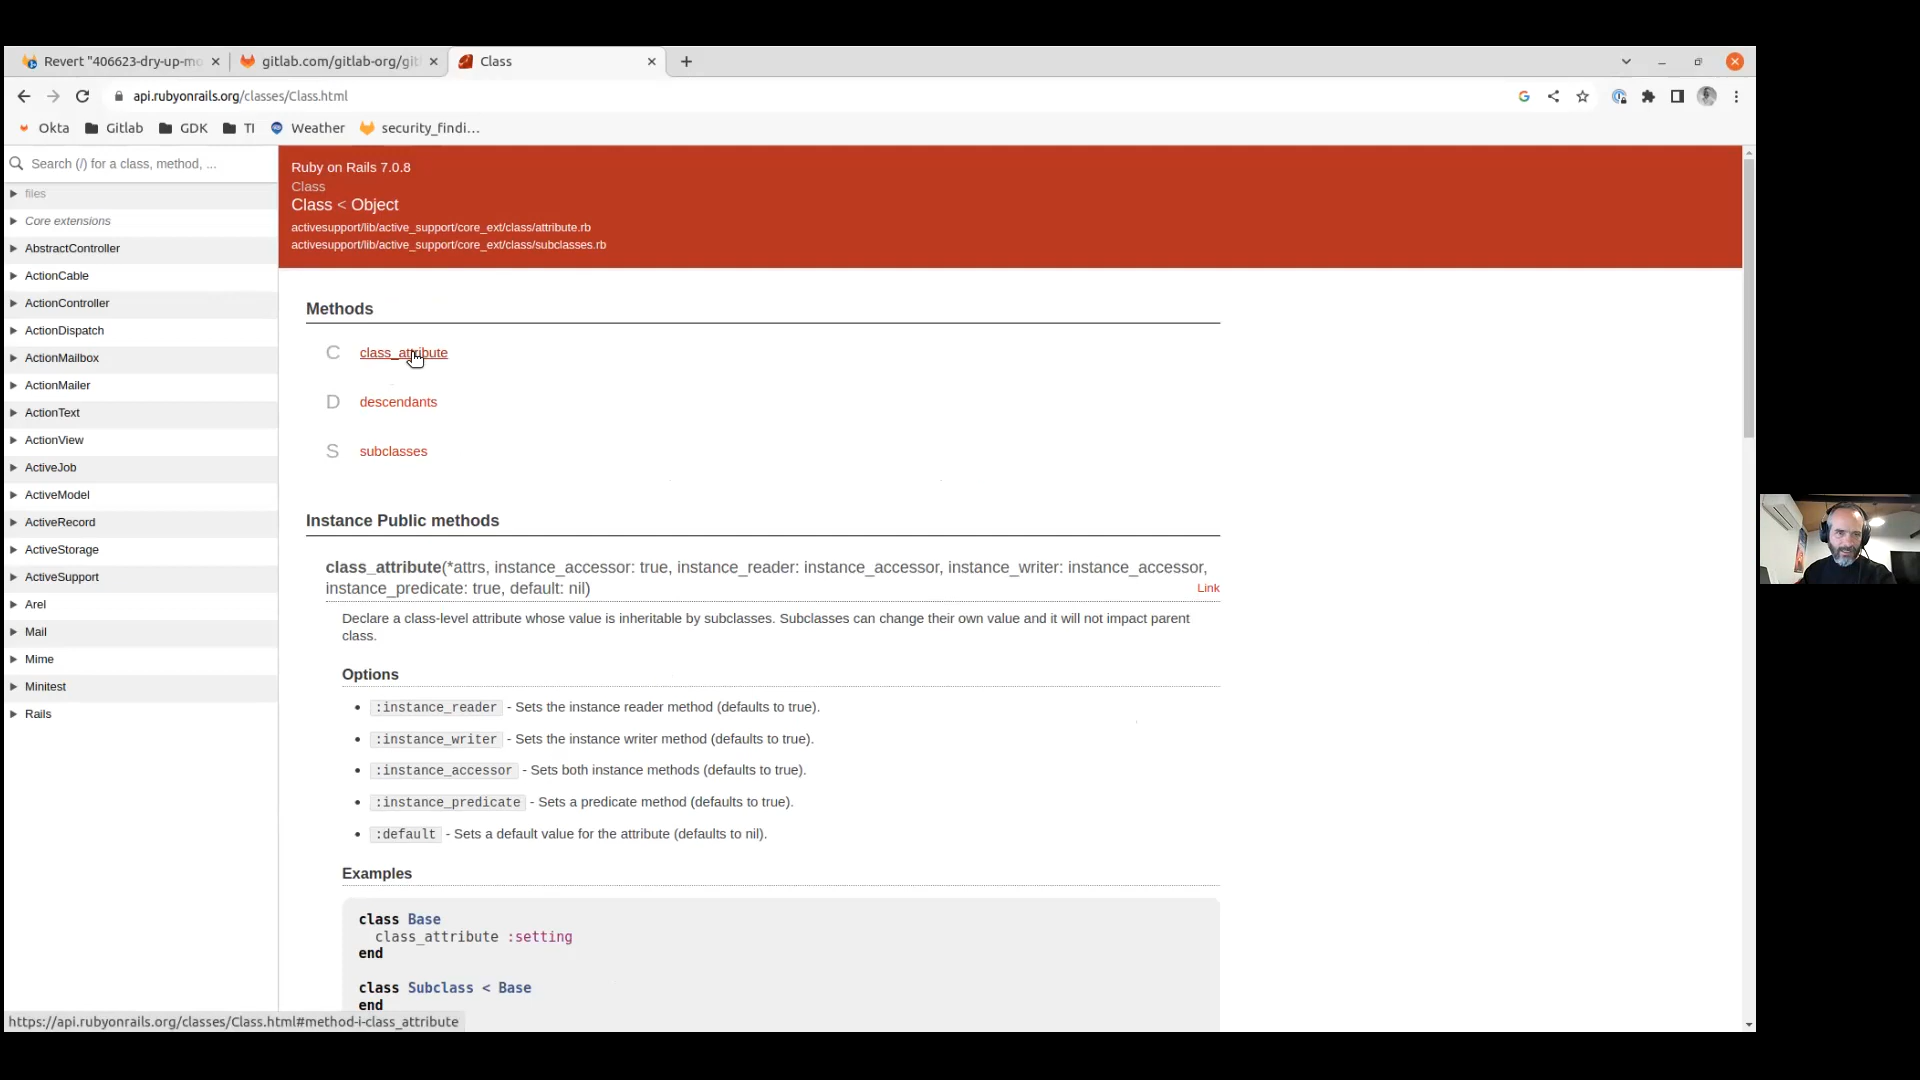 Revert "406623-dry-up-mo
gitlab.com/gitlab-org/git
Class
api.rubyonrails.org/classes/Class.html
Okta
Gitlab
GDK
TI
Weather
security_findi...
Search (/) for a class, method, ...
files
Core extensions
AbstractController
ActionCable
ActionController
ActionDispatch
ActionMailbox
ActionMailer
ActionText
ActionView
ActiveJob
ActiveModel
ActiveRecord
ActiveStorage
ActiveSupport
Arel
Mail
Mime
Minitest
Rails
Ruby on Rails 7.0.8
Class
Class < Object
activesupport/lib/active_support/core_ext/class/attribute.rb
activesupport/lib/active_support/core_ext/class/subclasses.rb
Methods
C class_attribute
D descendants
S subclasses
Instance Public methods
class_attribute(*attrs, instance_accessor: true, instance_reader: instance_accessor, instance_writer: instance_accessor,
instance_predicate: true, default: nil)
Link
Declare a class-level attribute whose value is inheritable by subclasses. Subclasses can change their own value and it will not impact parent
class.
Options
• :instance_reader - Sets the instance reader method (defaults to true).
• :instance_writer - Sets the instance writer method (defaults to true).
• :instance_accessor - Sets both instance methods (defaults to true).
• :instance_predicate - Sets a predicate method (defaults to true).
• :default - Sets a default value for the attribute (defaults to nil).
Examples
class Base
class_attribute :setting
end
class Subclass < Base
end
https://api.rubyonrails.org/classes/Class.html#method-i-class_attribute